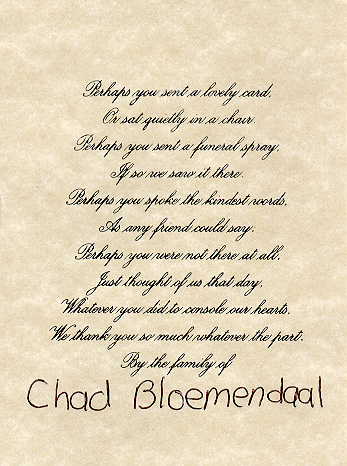 Perhaps you sent a lovely card.
Or sat quietly in a chair.
Perhaps you sent a funeral spray.
If so we saw it there.
Perhaps you spoke the kindest words.
As any friend could say.
Perhaps you were not there at all.
Just thought of us that day.
Whatever you did to console our hearts.
We thank you so much whatever the part.
By the family of
Chad Bloemendaal